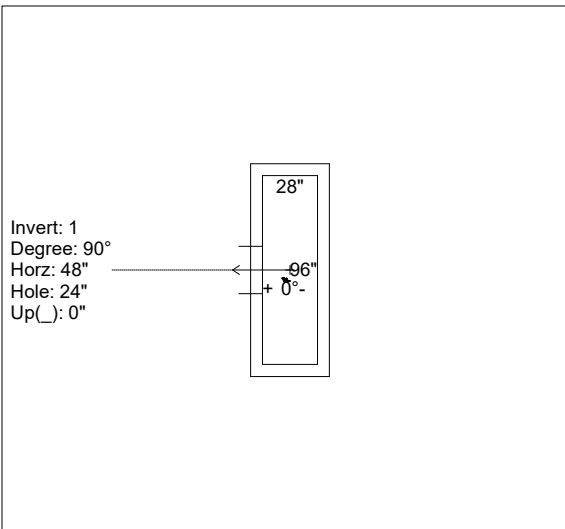 28"
Invert: 1
Degree: 90°
Horz: 48"
Hole: 24"
Up(_): 0"
96"
+ 0°-